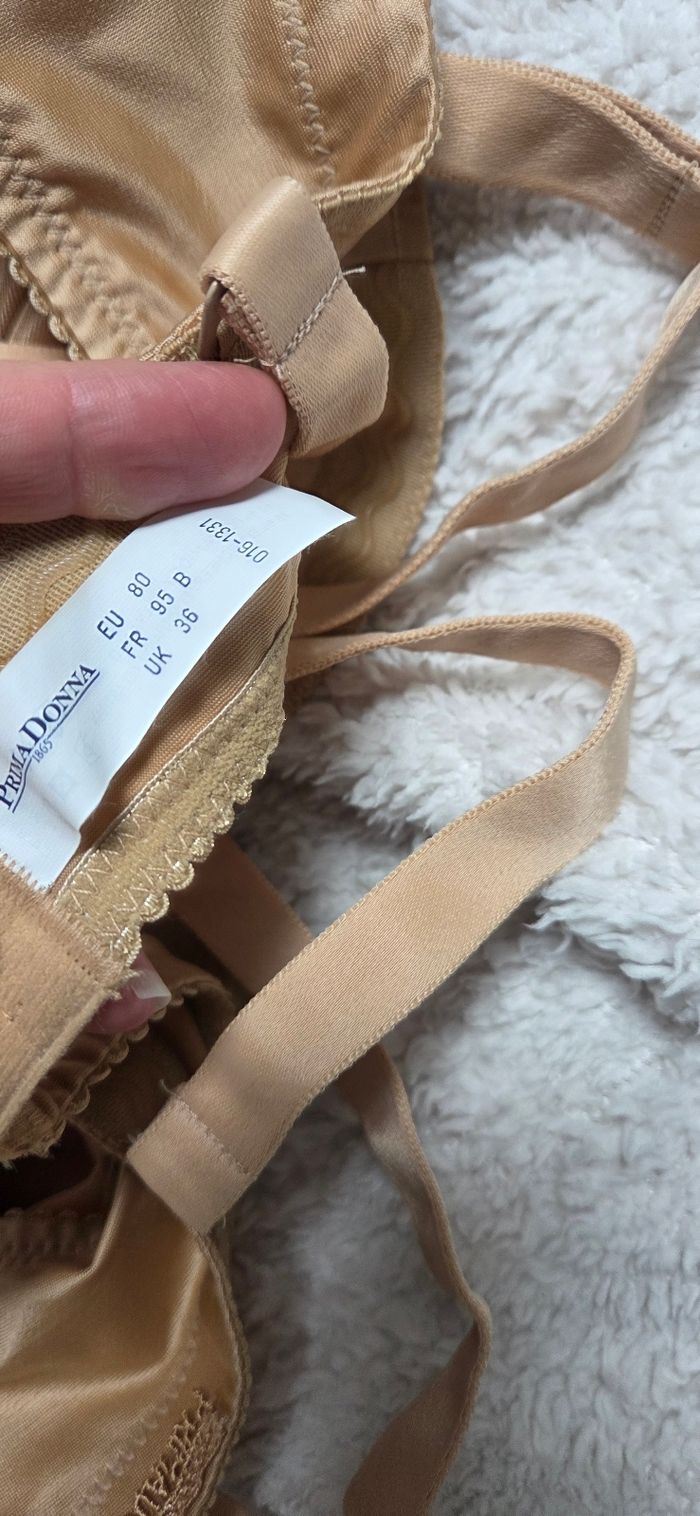 016-1331
EU 80
FR 95 B
UK 36
PRIMADONNA
1865